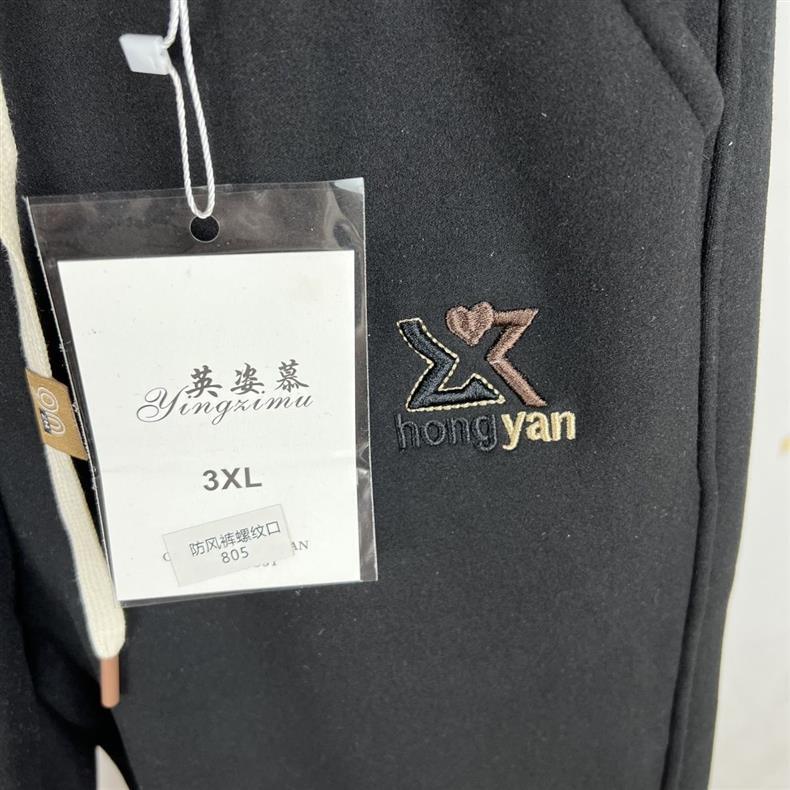 英姿慕
Yingzimu
3XL
防风裤螺纹口
805
hongyan